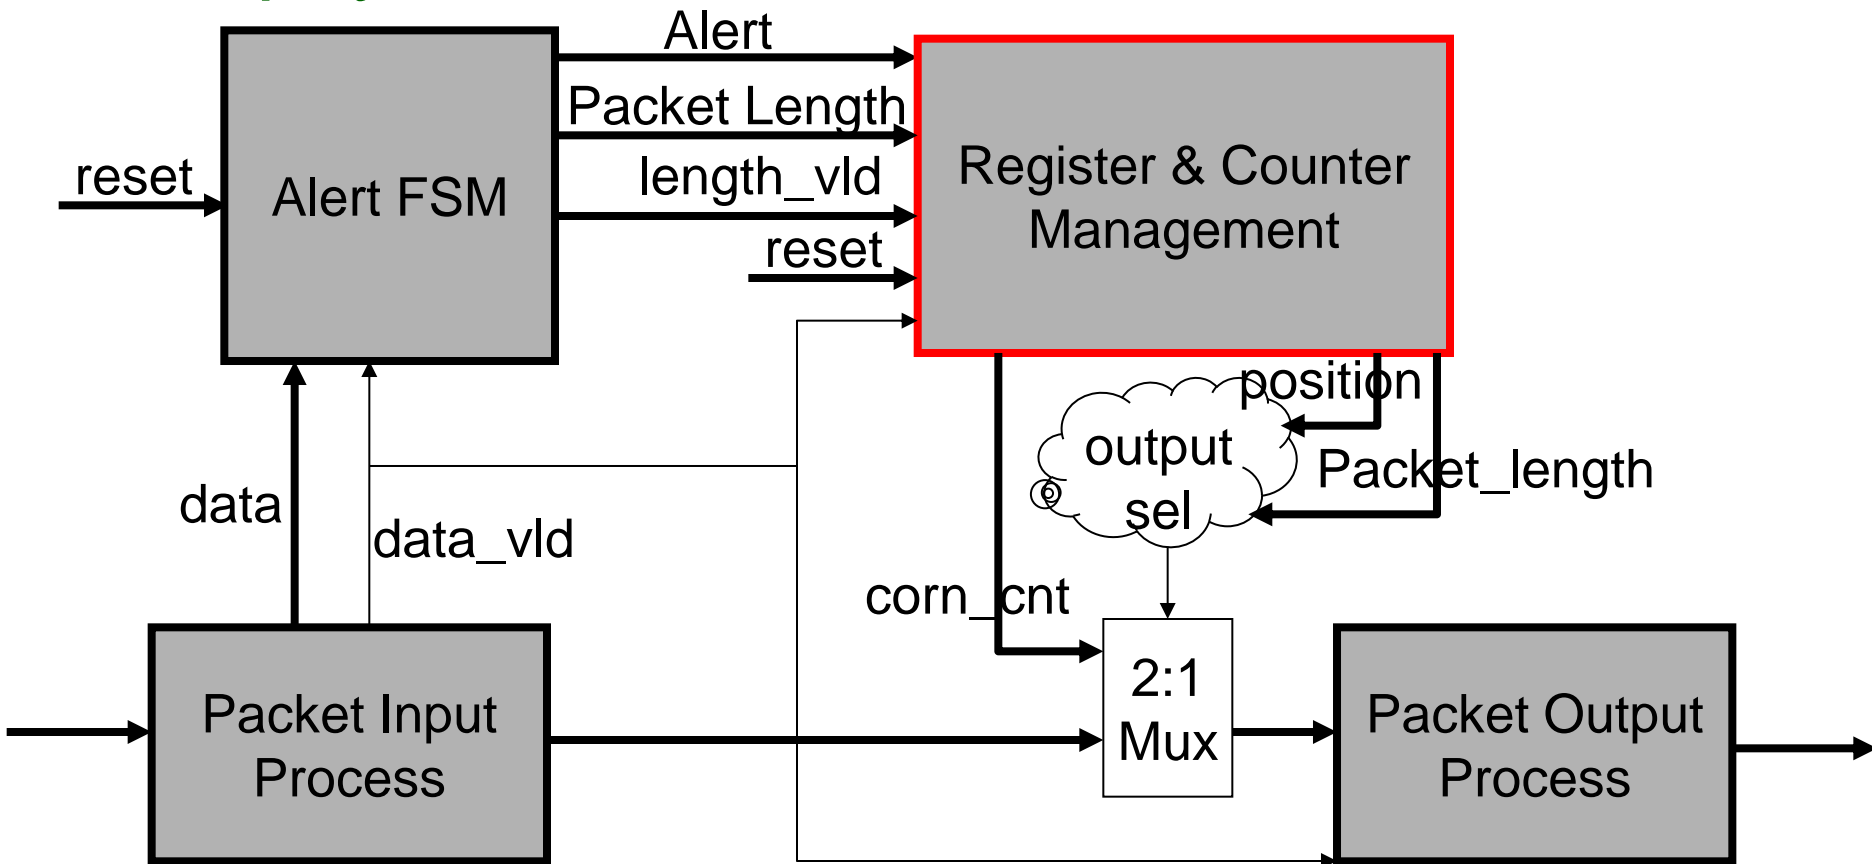 Alert
Packet Length
length_vld
reset
reset
Alert FSM
Register & Counter
Management
position
output
sel
Packet_length
data
data_vld
corn_cnt
2:1
Mux
Packet Input
Process
Packet Output
Process